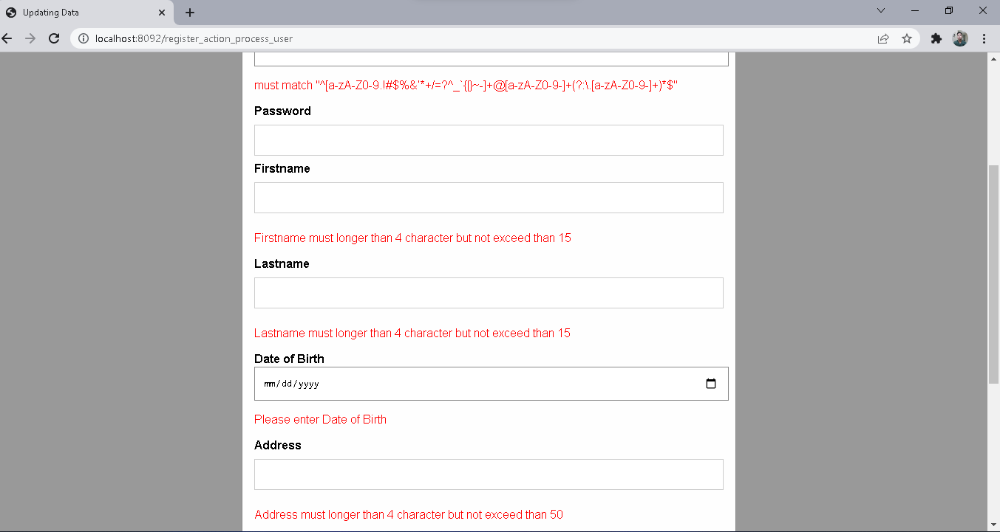 Updating Data
localhost:8092/register_action_process_user
must match "^[a-zA-Z0-9.!#$%&'*+/=?^_`{|}~-]+@[a-zA-Z0-9-]+(?:\.[a-zA-Z0-9-]+)*$"
Password
Firstname
Firstname must longer than 4 character but not exceed than 15
Lastname
Lastname must longer than 4 character but not exceed than 15
Date of Birth
mm/dd/yyyy
Please enter Date of Birth
Address
Address must longer than 4 character but not exceed than 50